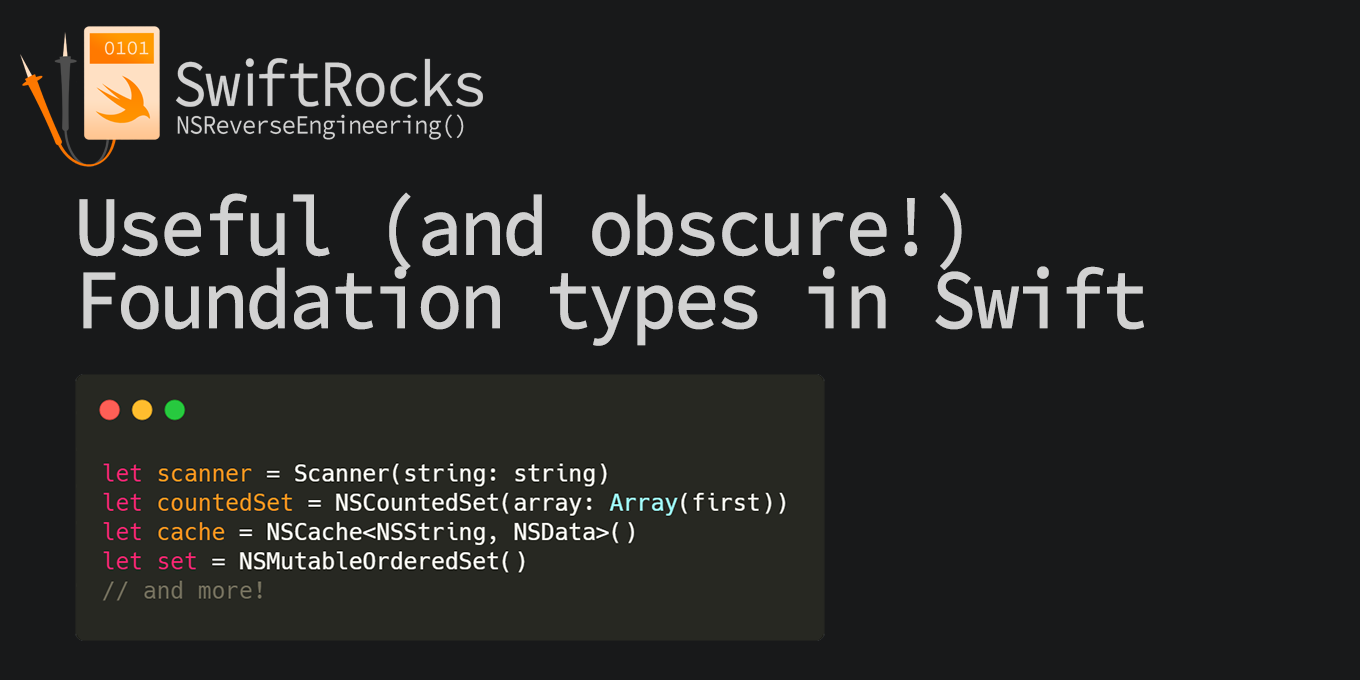 0101
SwiftRocks
NSReverseEngineering()
Useful (and obscure!)
Foundation types in Swift
let scanner = Scanner(string: string)
let countedSet = NSCountedSet(array: Array(first))
let cache = NSCache<NSString, NSData>()
let set = NSMutableOrderedSet()
// and more!